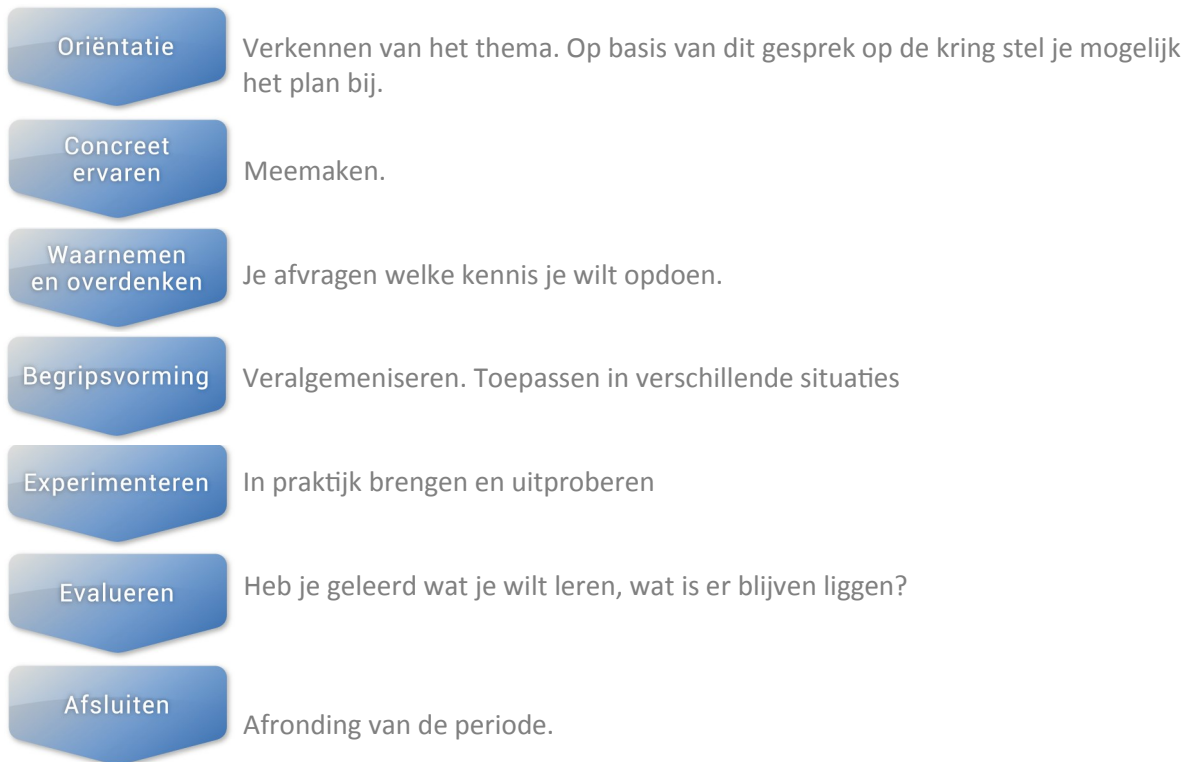 Oriëntatie
Verkennen van het thema. Op basis van dit gesprek op de kring stel je mogelijk
het plan bij.
Concreet
ervaren
Meemaken.
Waarnemen
en overdenken
Je afvragen welke kennis je wilt opdoen.
Begripsvorming
Veralgemeniseren. Toepassen in verschillende situaties
Experimenteren
In praktijk brengen en uitproberen
Evalueren
Heb je geleerd wat je wilt leren, wat is er blijven liggen?
Afsluiten
Afronding van de periode.